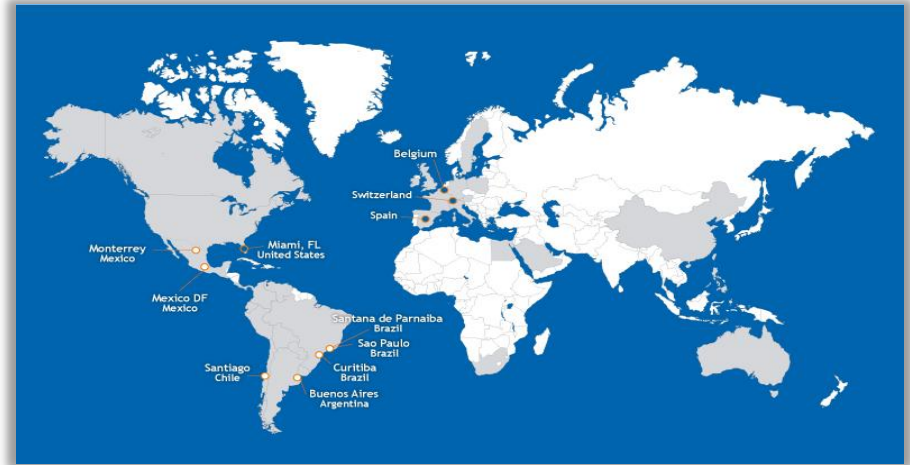 Belgium
Switzerland
Spain
Monterrey
Mexico
Miami, FL
United States
Mexico DF
Mexico
Santana de Parnaiba
Brazil
Sao Paulo
Brazil
Santiago
Chile
Curitiba
Brazil
Buenos Aires
Argentina